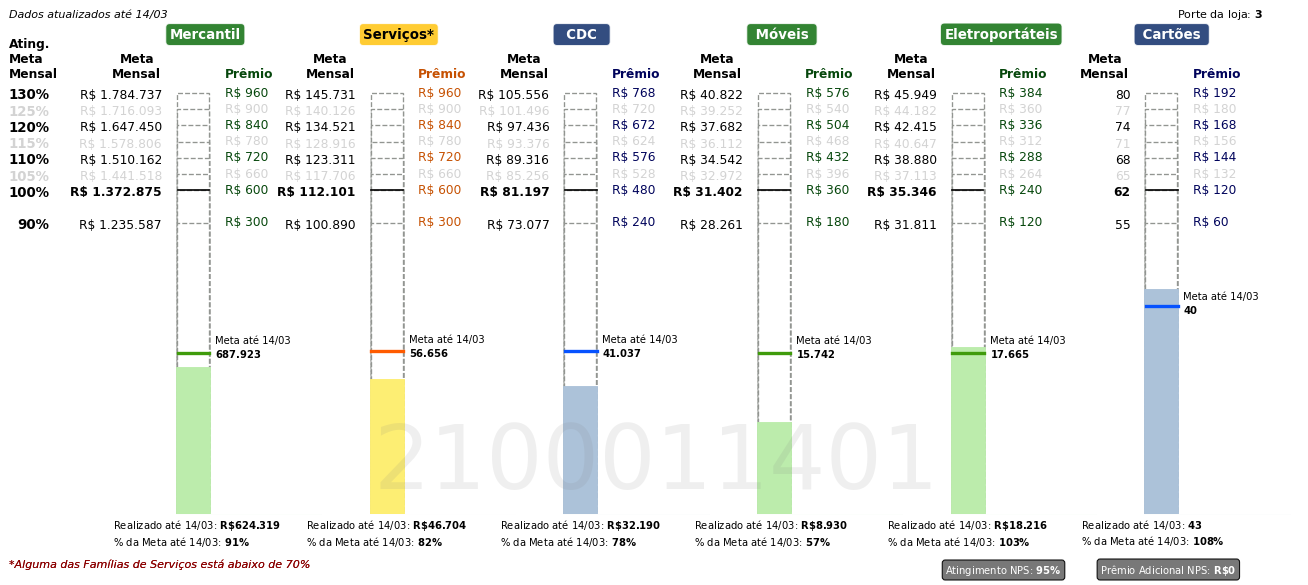 Dados atualizados até 14/03
Porte da loja: 3
Mercantil Serviços* CDC Móveis Eletroportáteis Cartões
Ating. Meta Mensal
Meta Mensal Prêmio Meta Mensal Prêmio Meta Mensal Prêmio Meta Mensal Prêmio Meta Mensal Prêmio Meta Mensal Prêmio
130% R$ 1.784.737 R$ 960 R$ 145.731 R$ 960 R$ 105.556 R$ 768 R$ 40.822 R$ 576 R$ 45.949 R$ 384 80 R$ 192
125% R$ 1.716.093 R$ 900 R$ 140.126 R$ 900 R$ 101.496 R$ 720 R$ 39.252 R$ 540 R$ 44.182 R$ 360 77 R$ 180
120% R$ 1.647.450 R$ 840 R$ 134.521 R$ 840 R$ 97.436 R$ 672 R$ 37.682 R$ 504 R$ 42.415 R$ 336 74 R$ 168
115% R$ 1.578.806 R$ 780 R$ 128.916 R$ 780 R$ 93.376 R$ 624 R$ 36.112 R$ 468 R$ 40.647 R$ 312 71 R$ 156
110% R$ 1.510.162 R$ 720 R$ 123.311 R$ 720 R$ 89.316 R$ 576 R$ 34.542 R$ 432 R$ 38.880 R$ 288 68 R$ 144
105% R$ 1.441.518 R$ 660 R$ 117.706 R$ 660 R$ 85.256 R$ 528 R$ 32.972 R$ 396 R$ 37.113 R$ 264 65 R$ 132
100% R$ 1.372.875 R$ 600 R$ 112.101 R$ 600 R$ 81.197 R$ 480 R$ 31.402 R$ 360 R$ 35.346 R$ 240 62 R$ 120
90% R$ 1.235.587 R$ 300 R$ 100.890 R$ 300 R$ 73.077 R$ 240 R$ 28.261 R$ 180 R$ 31.811 R$ 120 55 R$ 60
Meta até 14/03
40
Meta até 14/03 Meta até 14/03 Meta até 14/03 Meta até 14/03 Meta até 14/03
687.923 56.656 41.037 15.742 17.665
2100011401
Realizado até 14/03: R$624.319 Realizado até 14/03: R$46.704 Realizado até 14/03: R$32.190 Realizado até 14/03: R$8.930 Realizado até 14/03: R$18.216 Realizado até 14/03: 43
% da Meta até 14/03: 91% % da Meta até 14/03: 82% % da Meta até 14/03: 78% % da Meta até 14/03: 57% % da Meta até 14/03: 103% % da Meta até 14/03: 108%
*Alguma das Famílias de Serviços está abaixo de 70%
Atingimento NPS: 95% Prêmio Adicional NPS: R$0